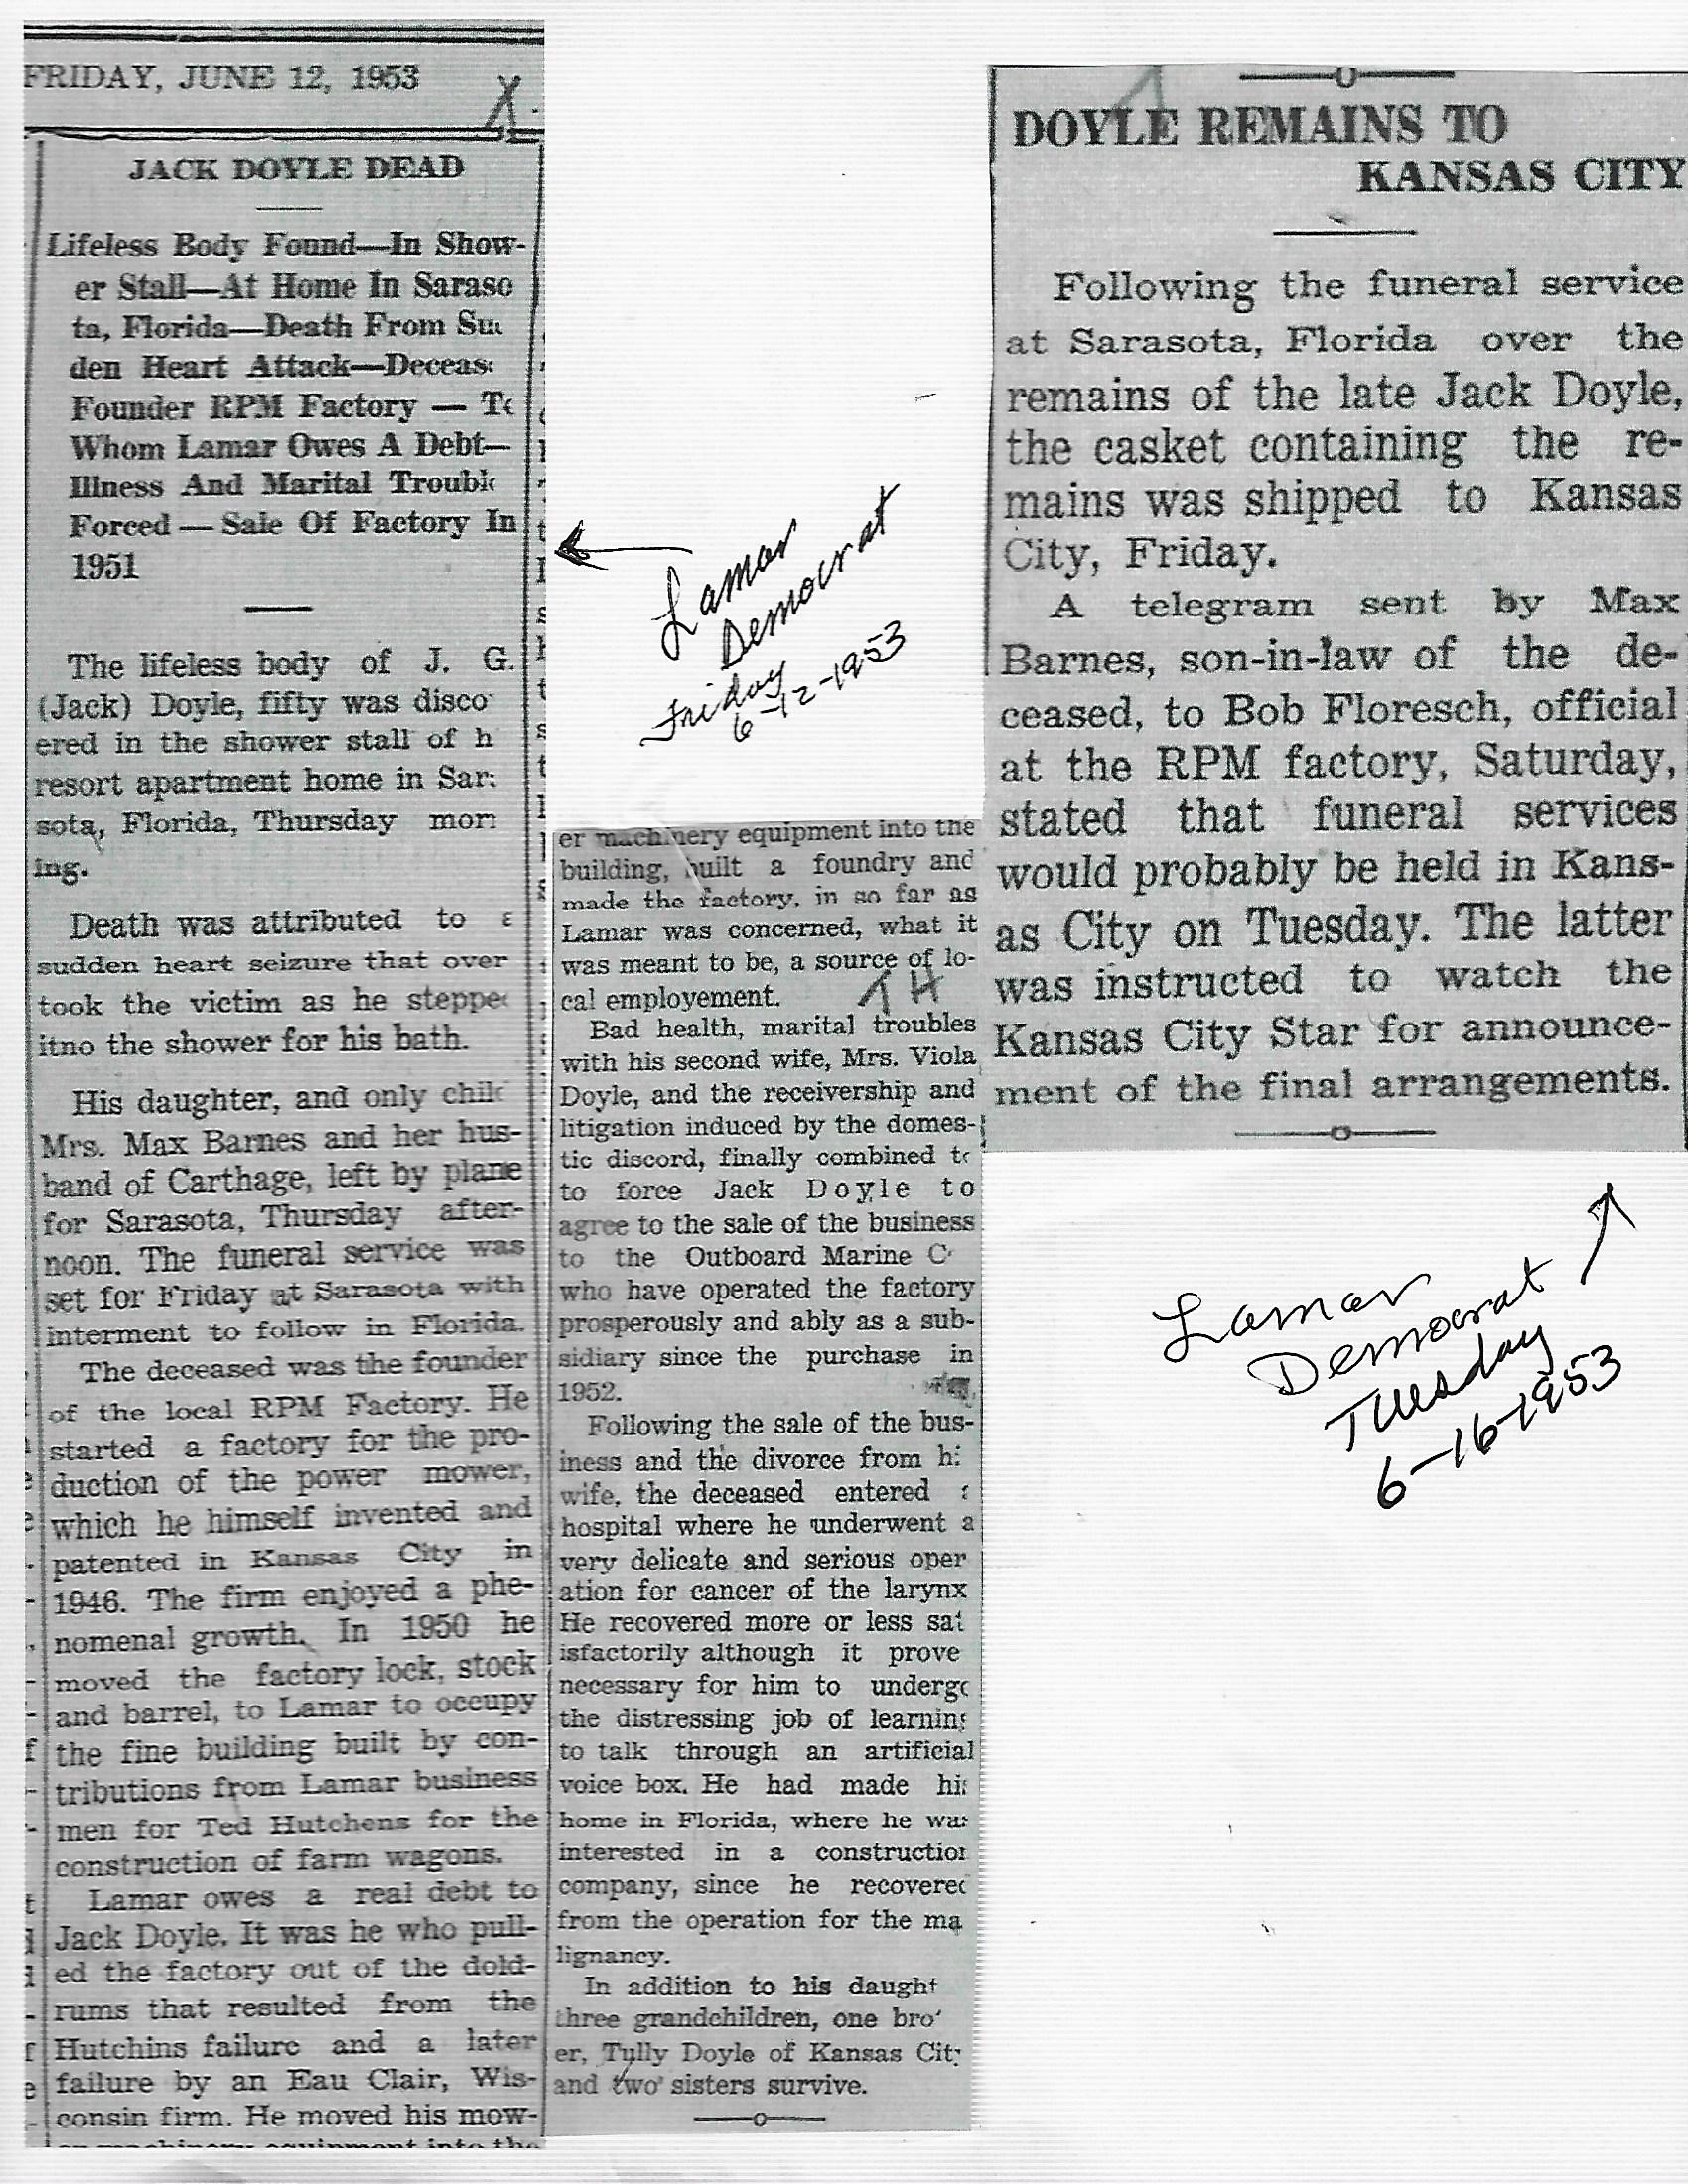 FRIDAY, JUNE 12, 1953
X.
JACK DOYLE DEAD
Lifeless Body Found—In Show-
er Stall—At Home In Saraso
ta, Florida—Death From Su
den Heart Attack—Deceas
Founder RPM Factory — To
Whom Lamar Owes A Debt—
Illness And Marital Trouble
Forced — Sale Of Factory In
1951
The lifeless body of J. G.
(Jack) Doyle, fifty was disco
ered in the shower stall of h
resort apartment home in Sar
sota, Florida, Thursday morn
ing.
Death was attributed to a
sudden heart seizure that over
took the victim as he stepped
itno the shower for his bath.
His daughter, and only child
Mrs. Max Barnes and her hus-
band of Carthage, left by plane
for Sarasota, Thursday after-
noon. The funeral service was
set for Friday at Sarasota with
interment to follow in Florida.
The deceased was the founder
of the local RPM Factory. He
started a factory for the pro-
duction of the power mower,
which he himself invented and
patented in Kansas City in
1946. The firm enjoyed a phe-
nomenal growth. In 1950 he
moved the factory lock, stock
and barrel, to Lamar to occupy
the fine building built by con-
tributions from Lamar business
men for Ted Hutchens for the
construction of farm wagons.
Lamar owes a real debt to
Jack Doyle. It was he who pull-
ed the factory out of the dold-
rums that resulted from the
Hutchins failure and a later
failure by an Eau Clair, Wis-
consin firm. He moved his mow-
er machinery equipment into the
Lamar
Democrat
Friday
6-12-1953
er machinery equipment into the
building, built a foundry and
made the factory, in so far as
Lamar was concerned, what it
was meant to be, a source of lo-
cal employement.
TH
Bad health, marital troubles
with his second wife, Mrs. Viola
Doyle, and the receivership and
litigation induced by the domes-
tic discord, finally combined to
to force Jack Doyle to
agree to the sale of the business
to the Outboard Marine C
who have operated the factory
prosperously and ably as a sub-
sidiary since the purchase in
1952.
Following the sale of the bus-
iness and the divorce from hi
wife, the deceased entered a
hospital where he underwent a
very delicate and serious oper
ation for cancer of the larynx
He recovered more or less sat
isfactorily although it prove
necessary for him to undergo
the distressing job of learning
to talk through an artificial
voice box. He had made his
home in Florida, where he was
interested in a construction
company, since he recovered
from the operation for the ma
lignancy.
In addition to his daught
three grandchildren, one bro
er, Tully Doyle of Kansas City
and two sisters survive.
DOYLE REMAINS TO
KANSAS CITY
Following the funeral service
at Sarasota, Florida over the
remains of the late Jack Doyle,
the casket containing the re-
mains was shipped to Kansas
City, Friday.
A telegram sent by Max
Barnes, son-in-law of the de-
ceased, to Bob Floresch, official
at the RPM factory, Saturday,
stated that funeral services
would probably be held in Kans-
as City on Tuesday. The latter
was instructed to watch the
Kansas City Star for announce-
ment of the final arrangements.
Lamar
Democrat
Tuesday
6-16-1953